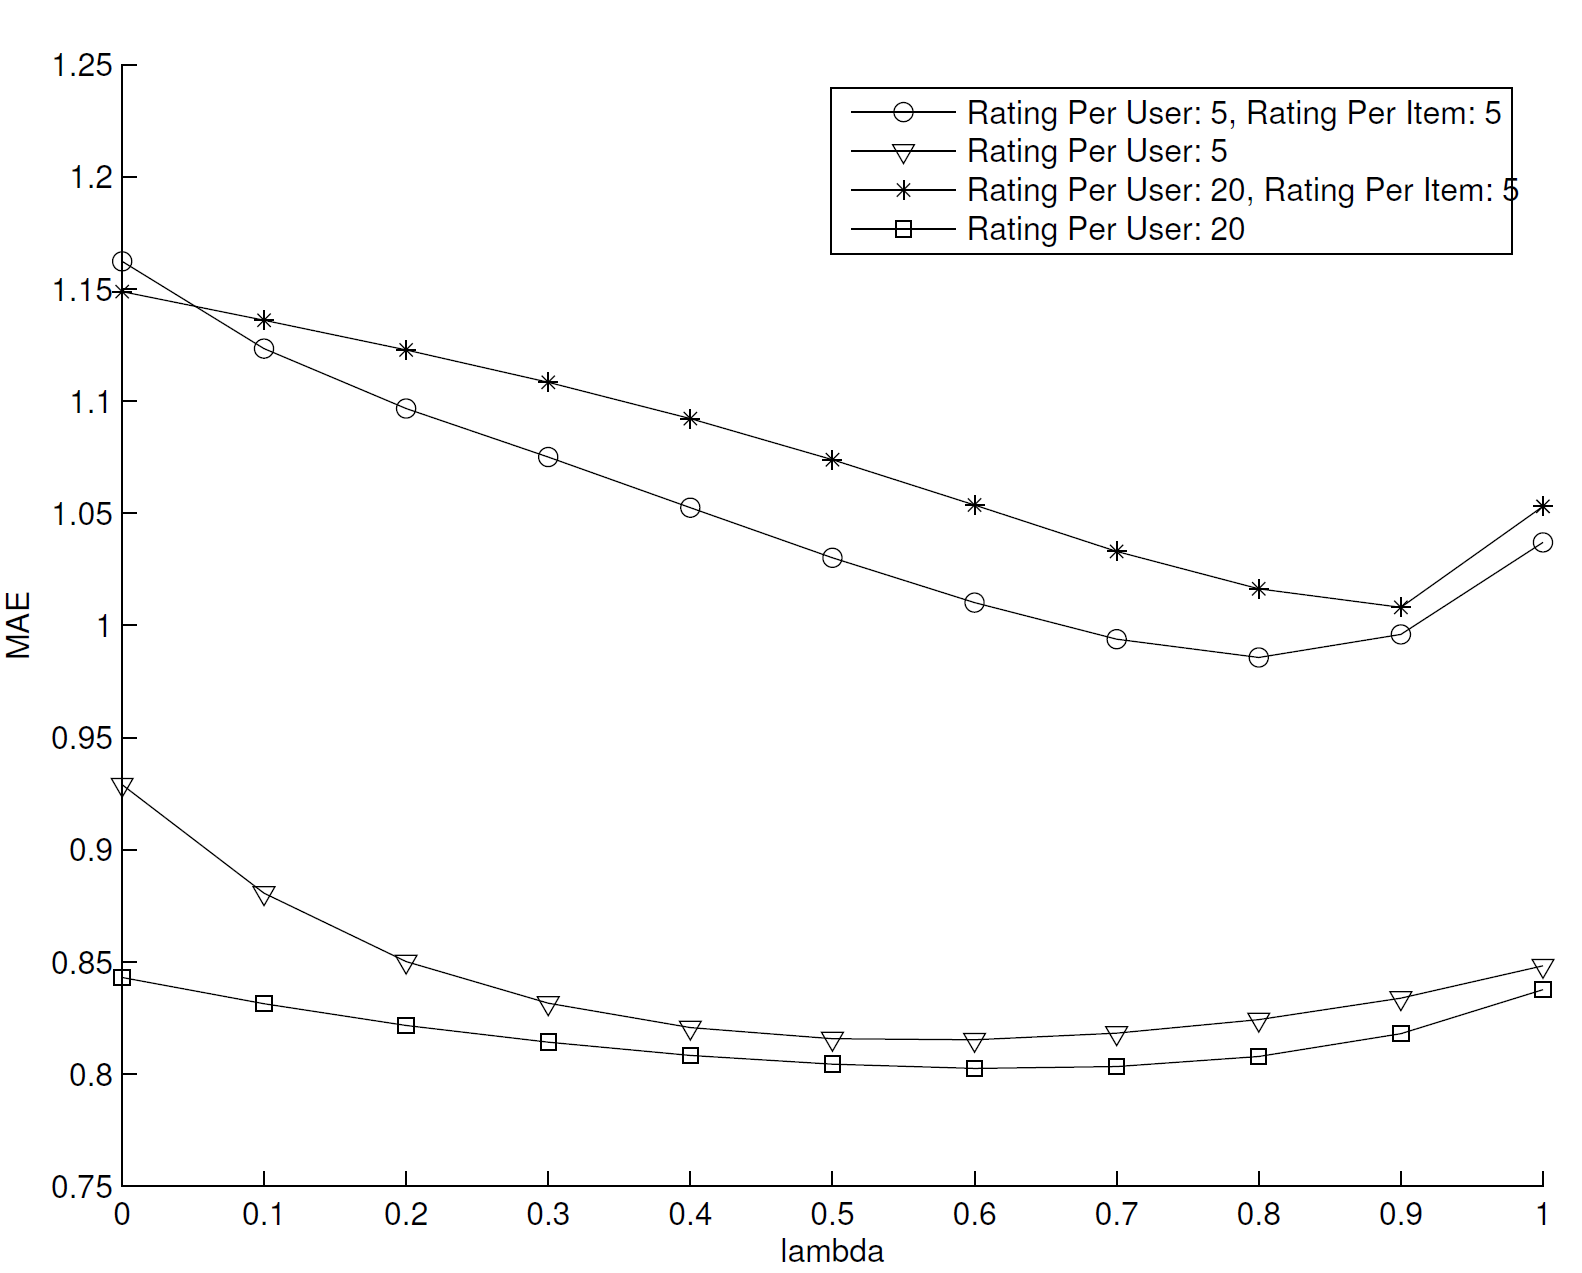 1.25
1.2
1.15
1.1
1.05
1
0.95
0.9
0.85
0.8
0.75
MAE
Rating Per User: 5, Rating Per Item: 5
Rating Per User: 5
Rating Per User: 20, Rating Per Item: 5
Rating Per User: 20
0 0.1 0.2 0.3 0.4 0.5 0.6 0.7 0.8 0.9 1
lambda